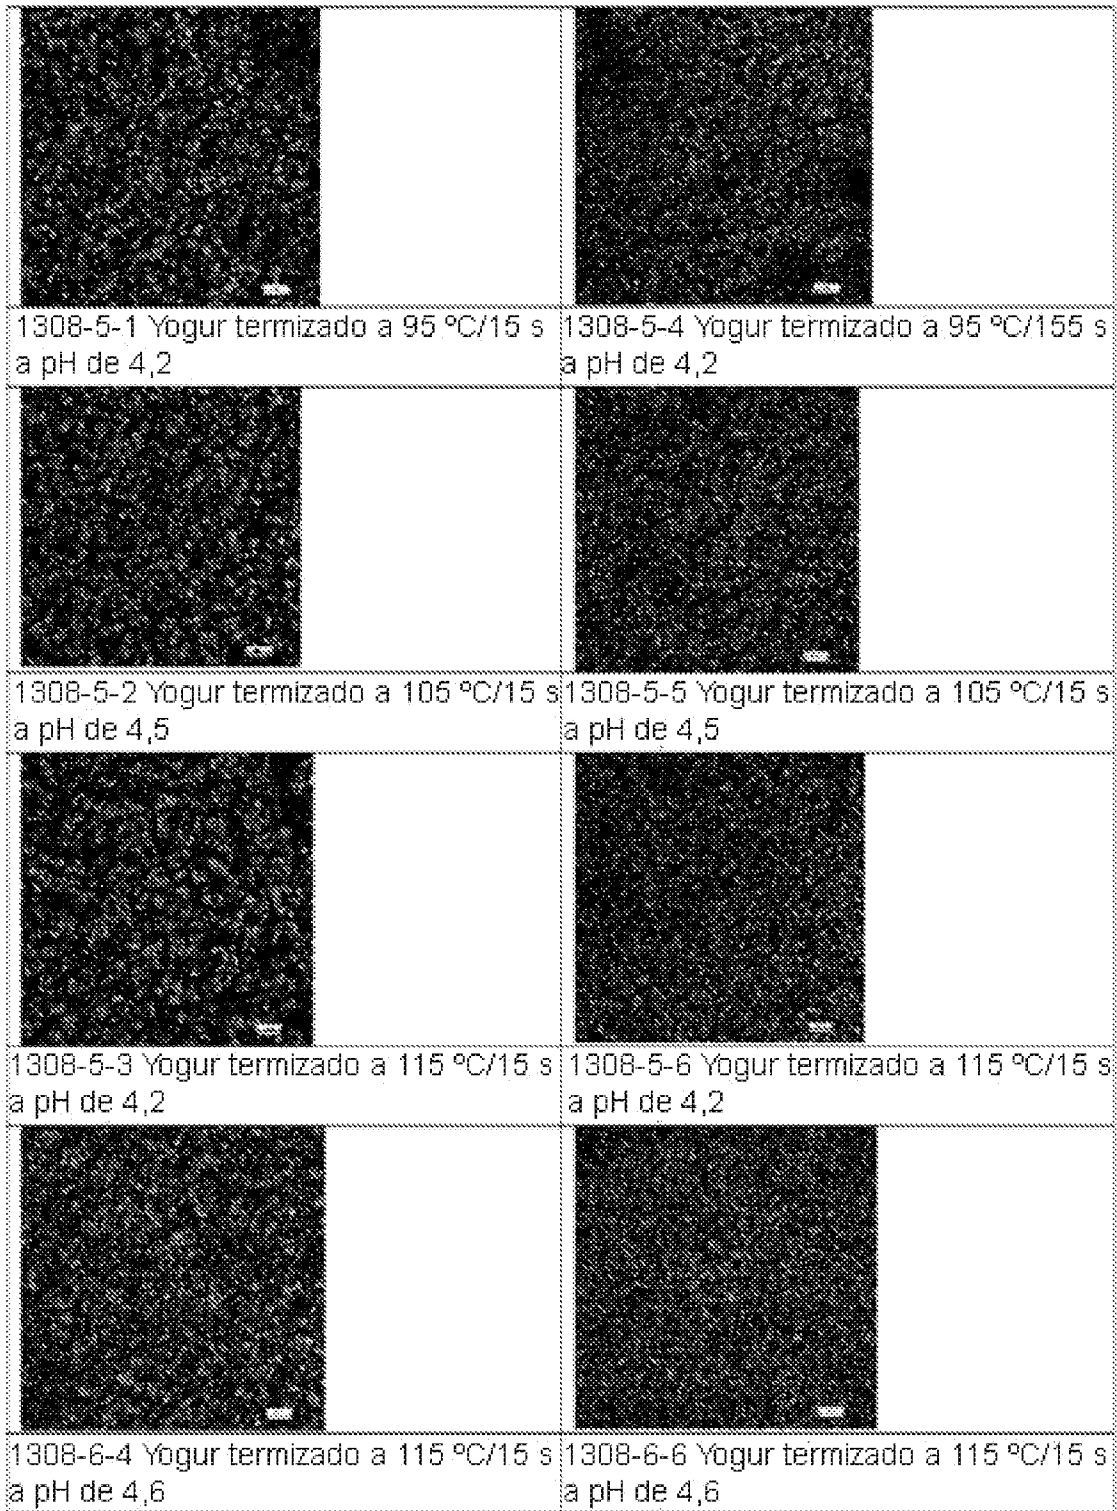 1308-5-1 Yogur termizado a 95 ºC/15 s
a pH de 4,2
1308-5-4 Yogur termizado a 95 ºC/155 s
a pH de 4,2
1308-5-2 Yogur termizado a 105 ºC/15 s
a pH de 4,5
1308-5-5 Yogur termizado a 105 ºC/15 s
a pH de 4,5
1308-5-3 Yogur termizado a 115 ºC/15 s
a pH de 4,2
1308-5-6 Yogur termizado a 115 ºC/15 s
a pH de 4,2
1308-6-4 Yogur termizado a 115 ºC/15 s
a pH de 4,6
1308-6-6 Yogur termizado a 115 ºC/15 s
a pH de 4,6